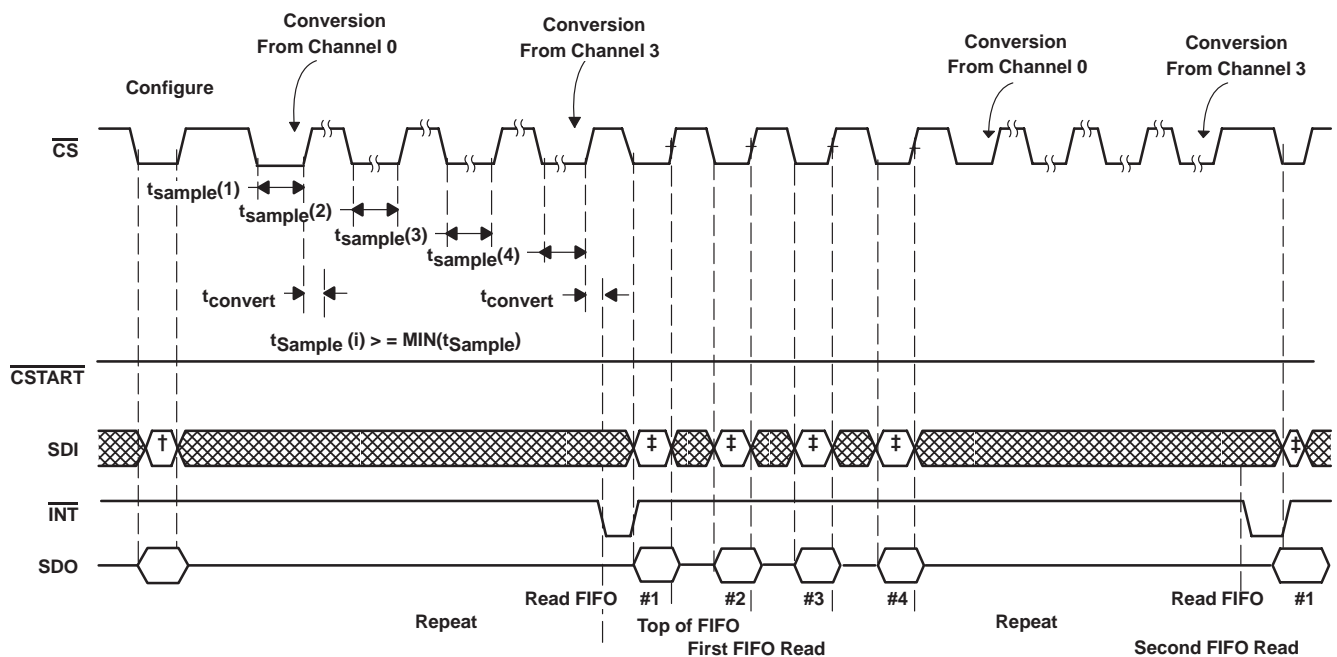 Conversion
From Channel 0
Conversion
From Channel 3
Conversion
From Channel 0
Conversion
From Channel 3
Configure
CS
tsample(1)
tsample(2)
tsample(3)
tsample(4)
tconvert
tconvert
tSample (i) > = MIN(tSample)
CSTART
SDI
†
‡
‡
‡
‡
‡
INT
SDO
Read FIFO
#1
#2
#3
#4
Read FIFO
#1
Repeat
Top of FIFO
Repeat
First FIFO Read
Second FIFO Read